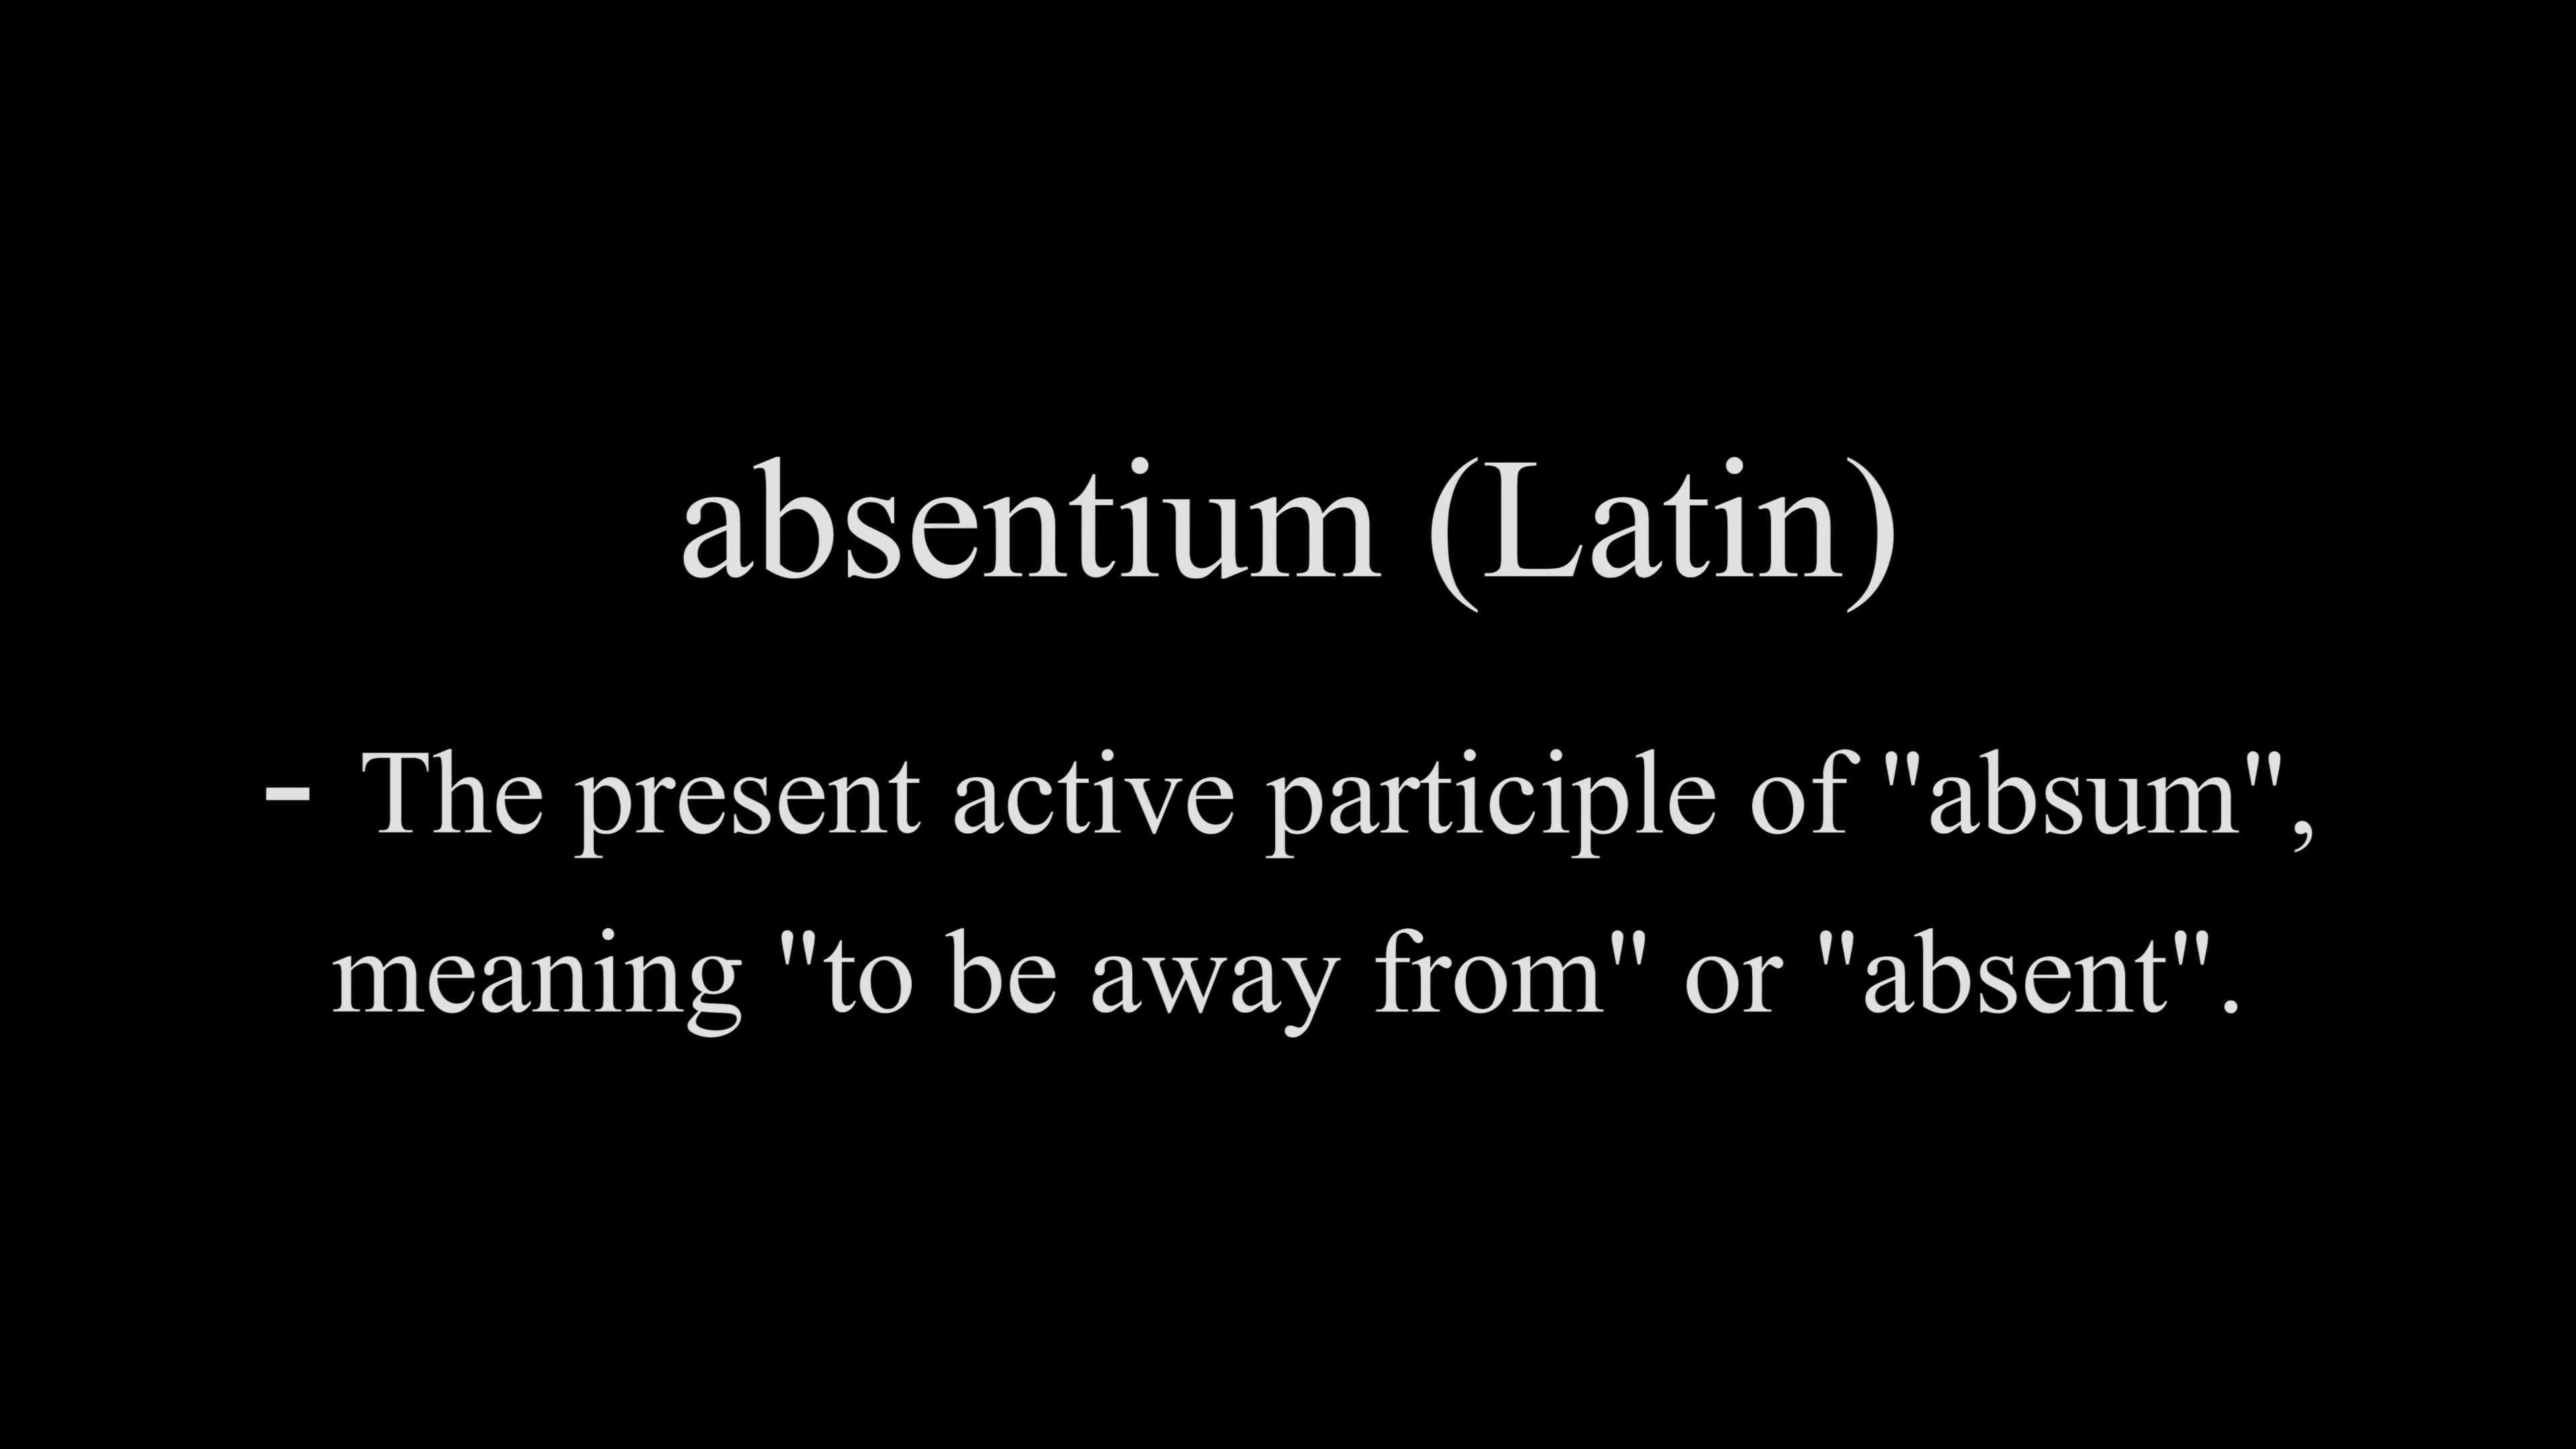 absentium (Latin)
- The present active participle of "absum",
meaning "to be away from" or "absent".